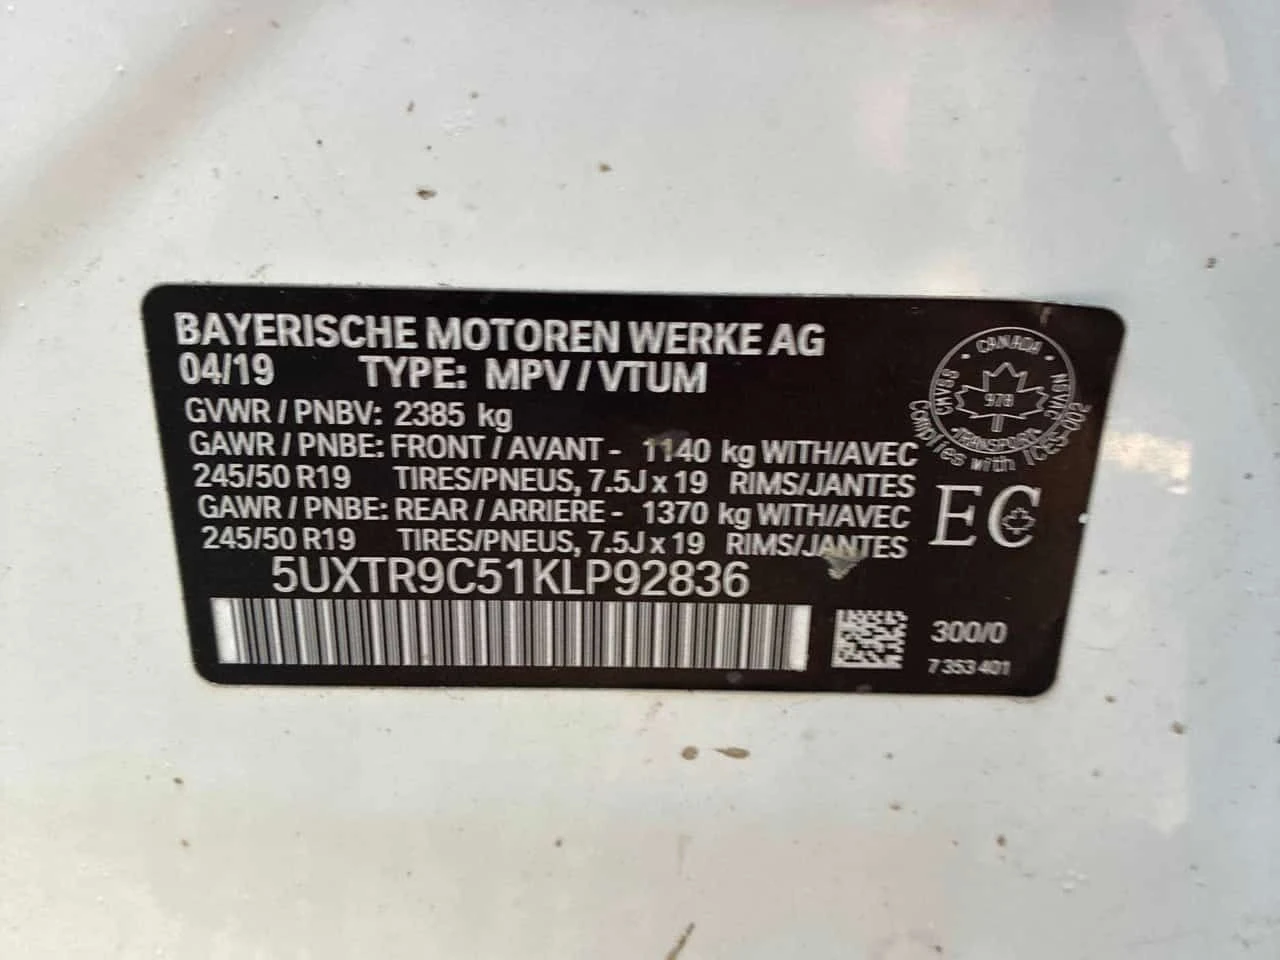 BAYERISCHE MOTOREN WERKE AG
04/19 TYPE: MPV / VTUM
GVWR / PNBV: 2385 kg
GAWR / PNBE: FRONT / AVANT - 1140 kg WITH/AVEC
245/50 R19 TIRES/PNEUS, 7.5J x 19 RIMS/JANTES
GAWR / PNBE: REAR / ARRIERE - 1370 kg WITH/AVEC
245/50 R19 TIRES/PNEUS, 7.5J x 19 RIMS/JANTES
5UXTR9C51KLP92836
CANADA
CMVSS
NSVAC
978
TRANSPORT
Complies with ICES-002
EC
300/0
7 353 401